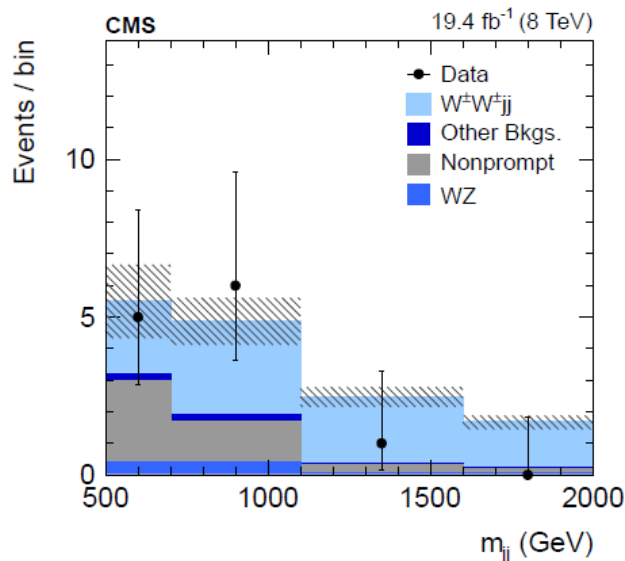 CMS 19.4 fb⁻¹ (8 TeV)
Events / bin
Data
W±W±jj
Other Bkgs.
Nonprompt
WZ
10
5
0
500 1000 1500 2000
m_jj (GeV)